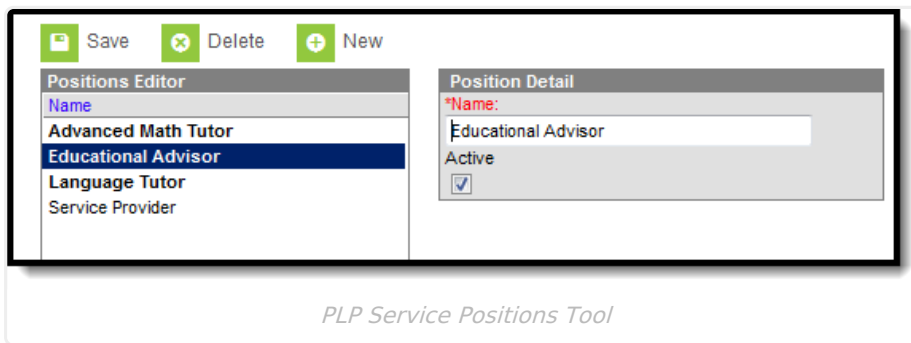 Save Delete New
Positions Editor
Name
Advanced Math Tutor
Educational Advisor
Language Tutor
Service Provider
Position Detail
*Name:
Educational Advisor
Active
PLP Service Positions Tool